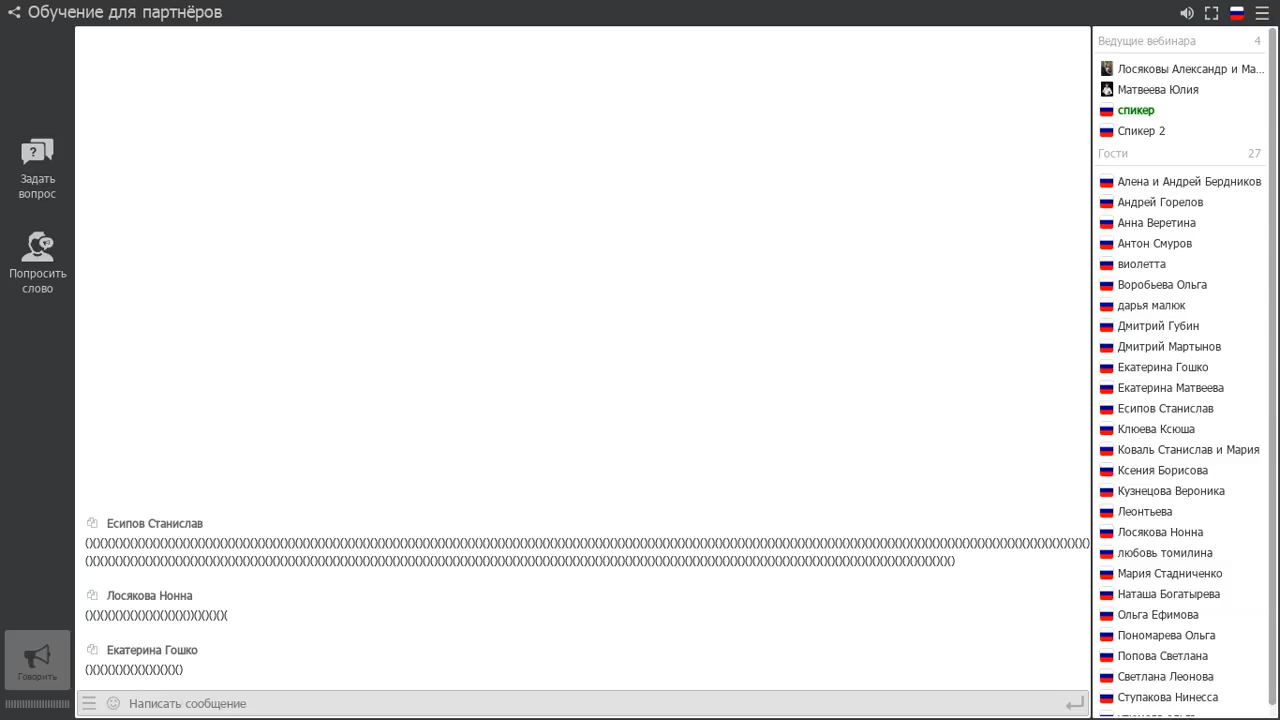 Обучение для партнёров
Задать
вопрос
Попросить
слово
Говорить
Есипов Станислав
Лосякова Нонна
Екатерина Гошко
()()()()()()()()()()()()()
Написать сообщение
Ведущие вебинара 4
Лосяковы Александр и Ма...
Матвеева Юлия
спикер
Спикер 2
Гости 27
Алена и Андрей Бердников
Андрей Горелов
Анна Веретина
Антон Смуров
виолетта
Воробьева Ольга
дарья малюк
Дмитрий Губин
Дмитрий Мартынов
Екатерина Гошко
Екатерина Матвеева
Есипов Станислав
Клюева Ксюша
Коваль Станислав и Мария
Ксения Борисова
Кузнецова Вероника
Леонтьева
Лосякова Нонна
любовь томилина
Мария Стадниченко
Наташа Богатырева
Ольга Ефимова
Пономарева Ольга
Попова Светлана
Светлана Леонова
Ступакова Нинесса